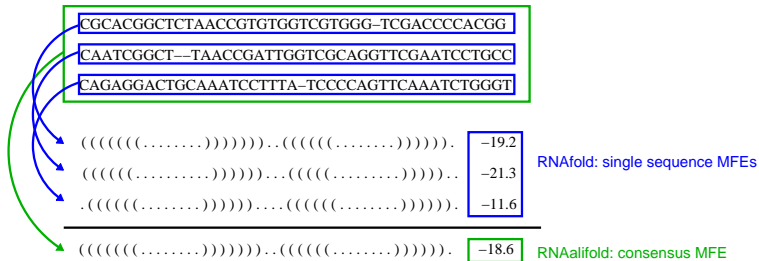 CGCACGGCTCTAACCGTGTGGTCGTGGG–TCGACCCCACGG
CAATCGGCT––TAACCGATTGGTCGCAGGTTCGAATCCTGCC
CAGAGGACTGCAAATCCTTTA–TCCCCAGTTCAAATCTGGGT
(((((((........)))))))..((((((........)))))). –19.2
((((((.........))))))...(((((.........))))).. –21.3
.((((((........))))))....((((((........)))))). –11.6
RNAfold: single sequence MFEs
(((((((........)))))))..((((((........)))))). –18.6
RNAalifold: consensus MFE